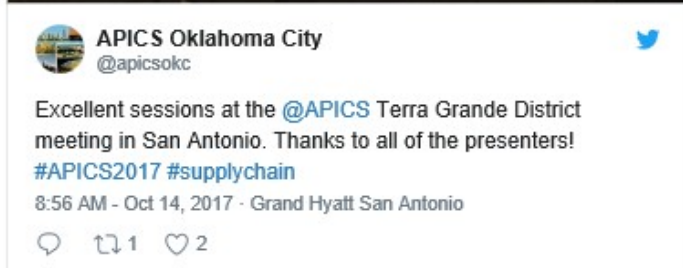 APICS Oklahoma City
@apicsokc
Excellent sessions at the @APICS Terra Grande District
meeting in San Antonio. Thanks to all of the presenters!
#APICS2017 #supplychain
8:56 AM - Oct 14, 2017 · Grand Hyatt San Antonio
1 2